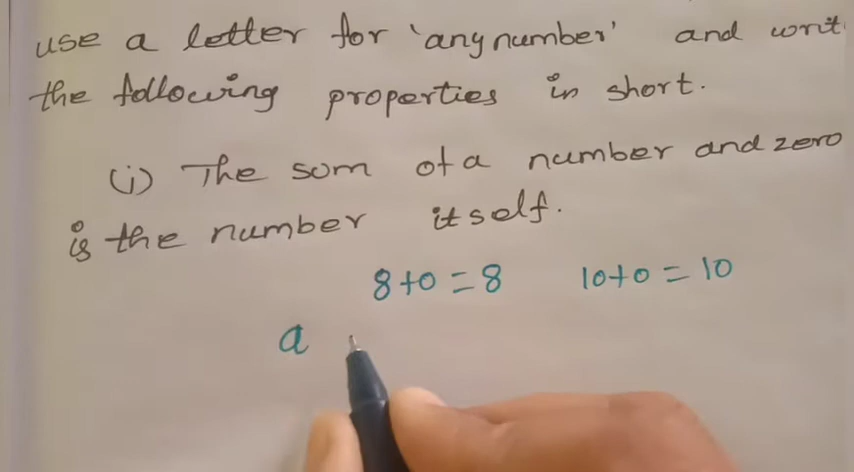 use a letter for 'any number' and writ
the following properties in short.
(i) The sum of a number and zero
is the number itself.
8+0=8 10+0=10
a